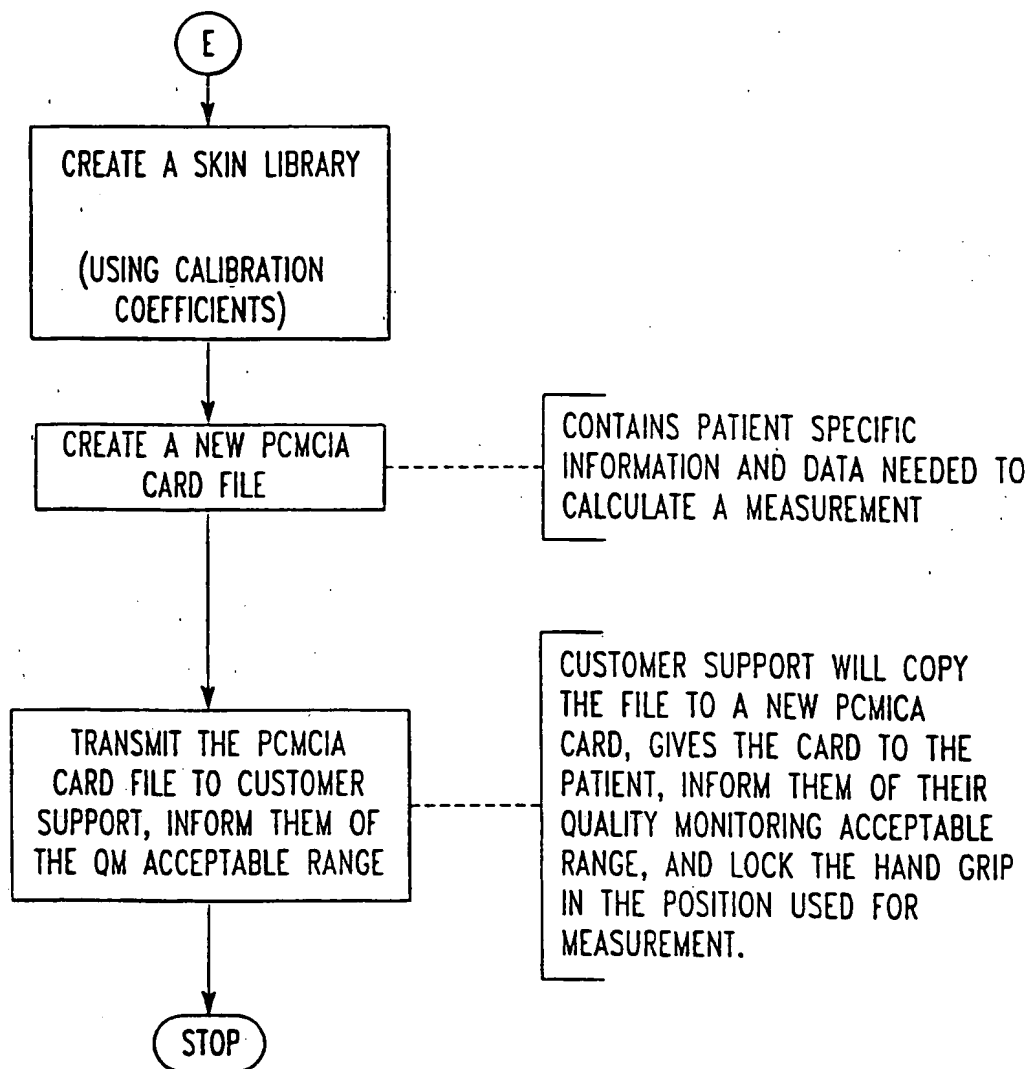 E
CREATE A SKIN LIBRARY
(USING CALIBRATION
COEFFICIENTS)
CREATE A NEW PCMCIA
CARD FILE
CONTAINS PATIENT SPECIFIC
INFORMATION AND DATA NEEDED TO
CALCULATE A MEASUREMENT
TRANSMIT THE PCMCIA
CARD FILE TO CUSTOMER
SUPPORT, INFORM THEM OF
THE QM ACCEPTABLE RANGE
CUSTOMER SUPPORT WILL COPY
THE FILE TO A NEW PCMICA
CARD, GIVES THE CARD TO THE
PATIENT, INFORM THEM OF THEIR
QUALITY MONITORING ACCEPTABLE
RANGE, AND LOCK THE HAND GRIP
IN THE POSITION USED FOR
MEASUREMENT.
STOP